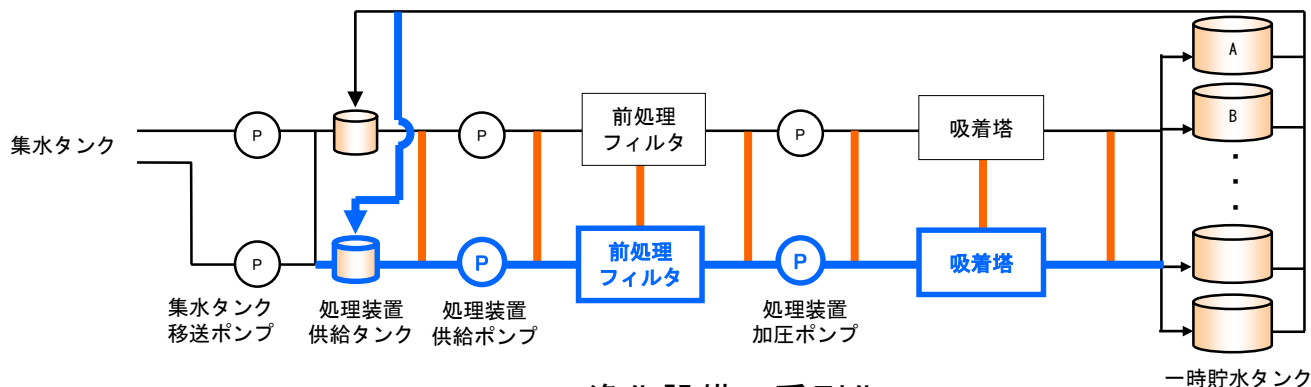 A
B
・
・
・
集水タンク
P
P
前処理
フィルタ
P
吸着塔
P
P
前処理
フィルタ
P
吸着塔
集水タンク
移送ポンプ
処理装置
供給タンク
処理装置
供給ポンプ
処理装置
加圧ポンプ
一時貯水タンク